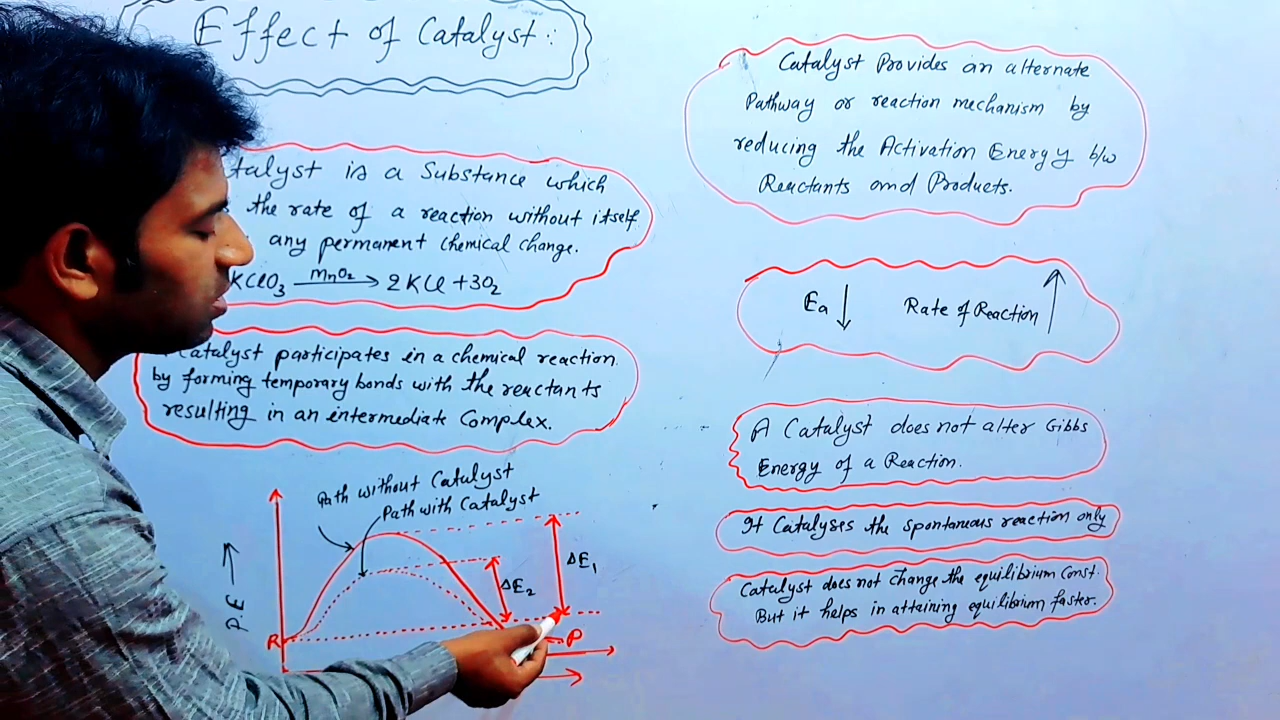 Effect of Catalyst:
talyst is a Substance which
the rate of a reaction without itself
any permanent chemical change.
KClO3 MnO2 → 2KCl + 3O2
Catalyst participates in a chemical reaction.
by forming temporary bonds with the reactants
resulting in an intermediate Complex.
Path without Catalyst
Path with Catalyst
P.E →
ΔE1
ΔE2
R
P
Catalyst Provides an alternate
Pathway or reaction mechanism by
reducing the Activation Energy b/w
Reactants and Products.
Ea ↓ Rate of Reaction ↑
A Catalyst does not alter Gibbs
Energy of a Reaction.
It Catalyses the spontaneous reaction only
Catalyst does not change the equilibrium Const.
But it helps in attaining equilibrium faster.